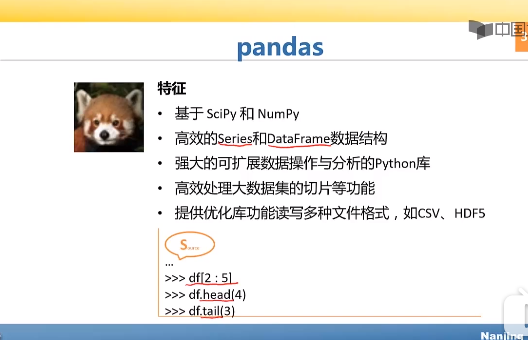 中国
pandas
特征
• 基于 SciPy 和 NumPy
• 高效的Series和DataFrame数据结构
• 强大的可扩展数据操作与分析的Python库
• 高效处理大数据集的切片等功能
• 提供优化库功能读写多种文件格式，如CSV、HDF5
...
>>> df[2 : 5]
>>> df.head(4)
>>> df.tail(3)